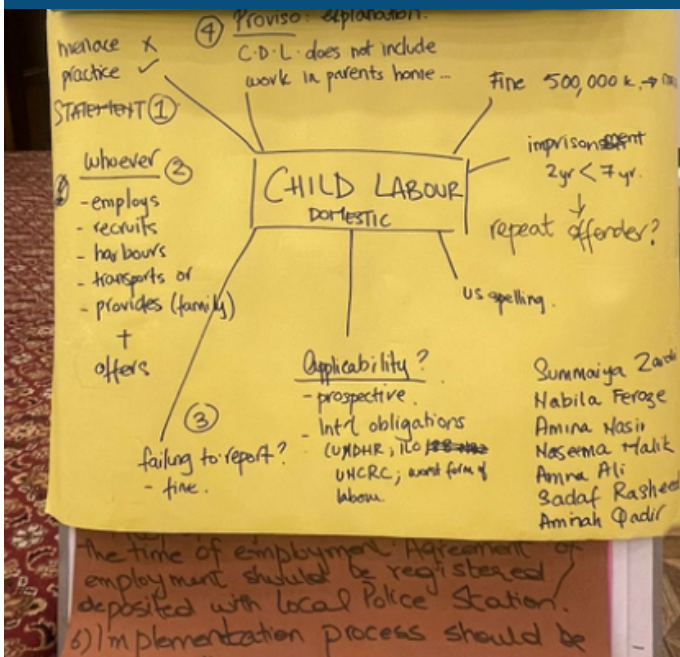 ④ Proviso: explanation.
C.D.L. does not include
work in parents home...
menace ✗
practice ✓
STATEMENT ①
Fine 500,000 k. →
imprisonment
2yr < 7yr.
↓
repeat offender?
CHILD LABOUR
DOMESTIC
whoever ②
- employs
- recruits
- harbours
- transports or
- provides (family)
+
offers
US spelling.
③
failing to report?
- fine.
Applicability?
- prospective.
- Int'l obligations
(UNDHR, ILO
UNCRC; worst form of
labour.
Summaiya
Nabila Feroze
Amina Nasir
Naseema Malik
Amna Ali
Sadaf Rasheed
Aminah Qadir
the time of employment Agreement of
employment should be registered/
deposited with Local Police Station.
6) Implementation process should be